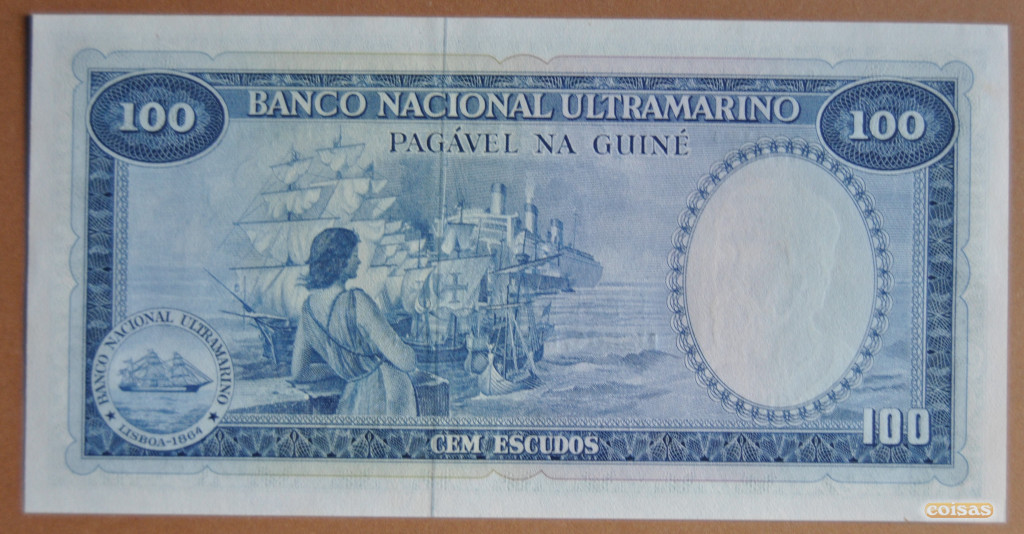 100
BANCO NACIONAL ULTRAMARINO
100
PAGÁVEL NA GUINÉ
BANCO NACIONAL ULTRAMARINO
LISBOA-1864
CEM ESCUDOS
100
coisas